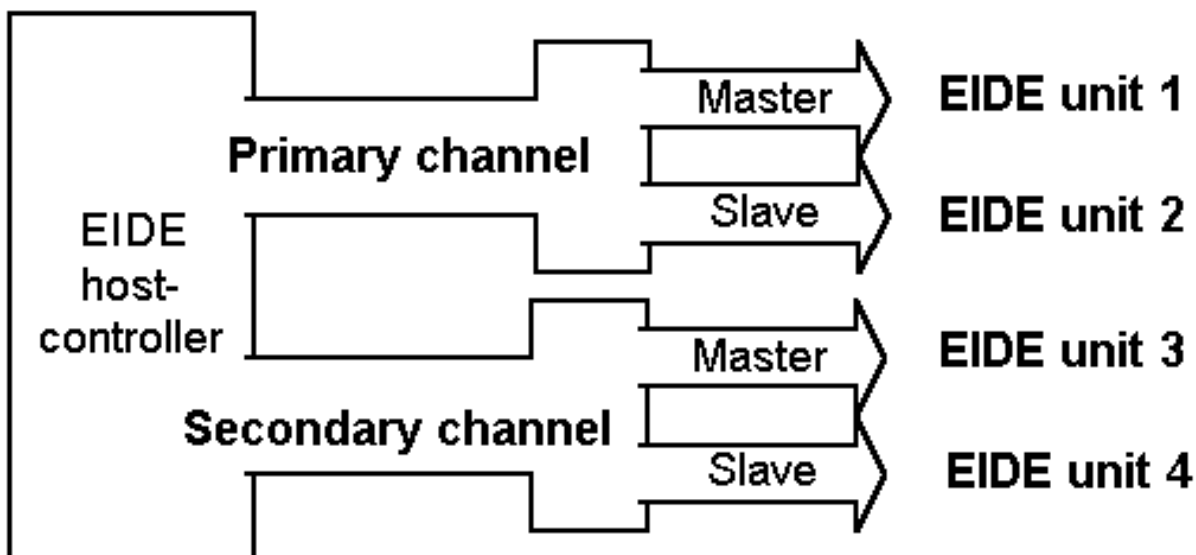 Master
EIDE unit 1
Primary channel
Slave
EIDE unit 2
EIDE
host-
controller
Master
EIDE unit 3
Secondary channel
Slave
EIDE unit 4